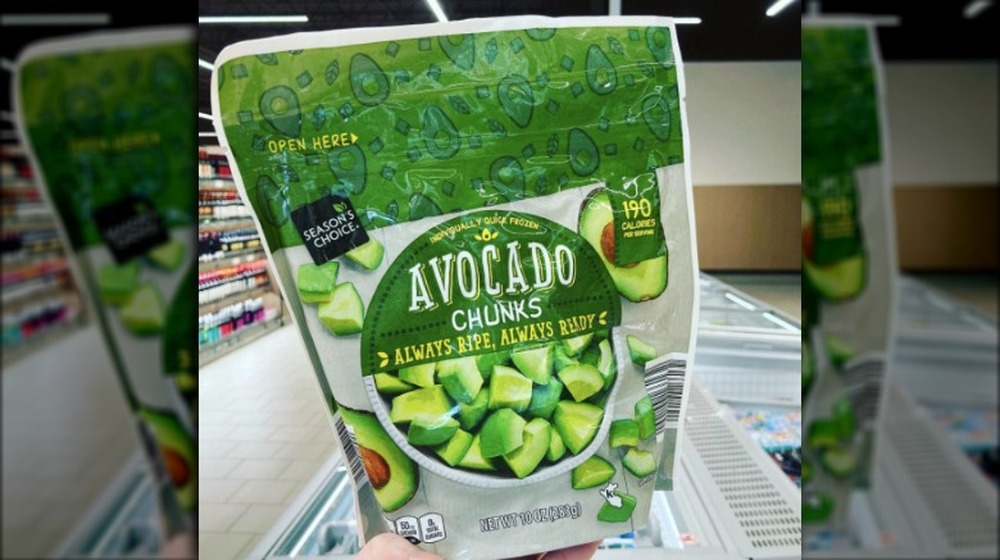 OPEN HERE
SEASON'S
CHOICE.
190
CALORIES
PER SERVING
INDIVIDUALLY QUICK FROZEN
AVOCADO
CHUNKS
ALWAYS RIPE, ALWAYS READY
NET WT 10 OZ (283g)